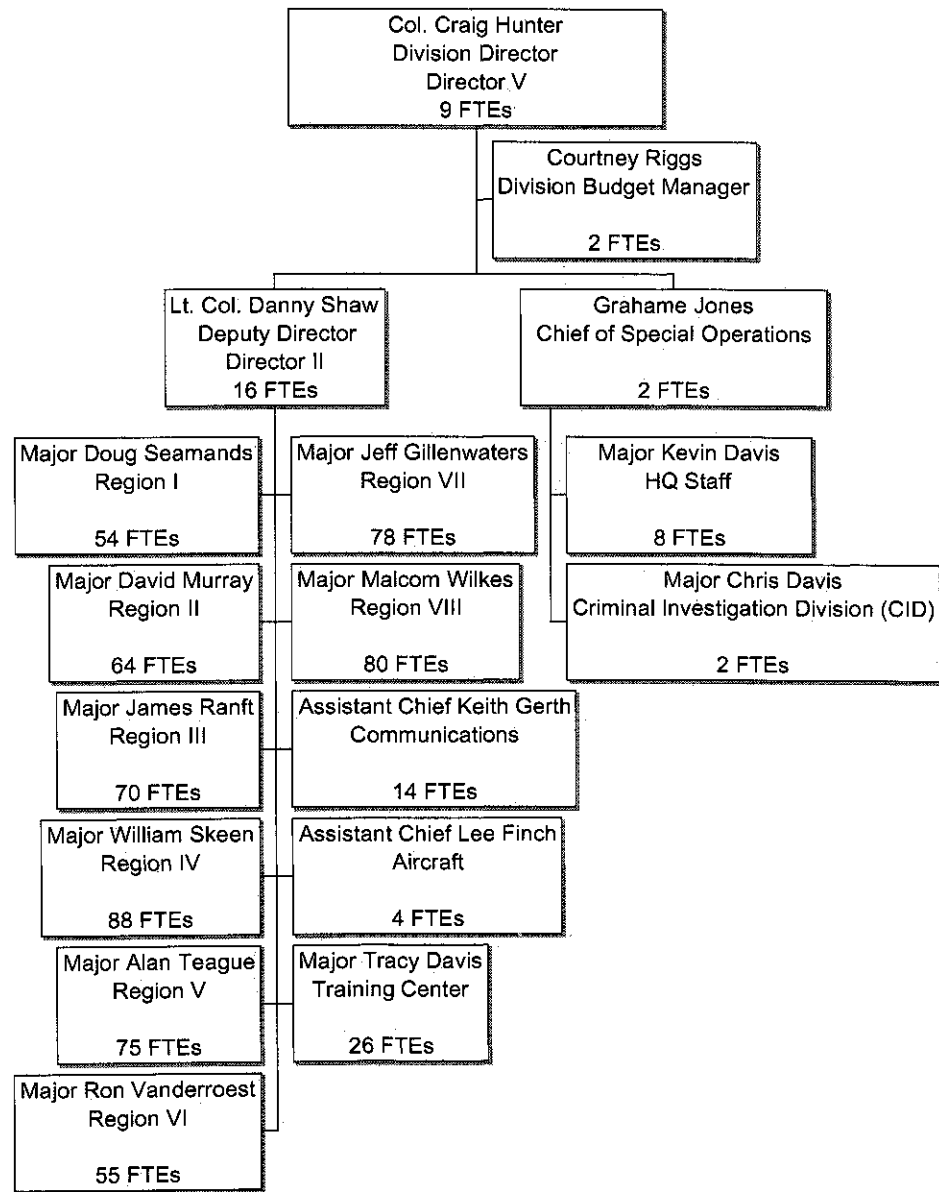 Col. Craig Hunter
Division Director
Director V
9 FTEs
Courtney Riggs
Division Budget Manager
2 FTEs
Lt. Col. Danny Shaw
Deputy Director
Director II
16 FTEs
Grahame Jones
Chief of Special Operations
2 FTEs
Major Doug Seamands
Region I
54 FTEs
Major Jeff Gillenwaters
Region VII
78 FTEs
Major Kevin Davis
HQ Staff
8 FTEs
Major David Murray
Region II
64 FTEs
Major Malcom Wilkes
Region VIII
80 FTEs
Major Chris Davis
Criminal Investigation Division (CID)
2 FTEs
Major James Ranft
Region III
70 FTEs
Assistant Chief Keith Gerth
Communications
14 FTEs
Major William Skeen
Region IV
88 FTEs
Assistant Chief Lee Finch
Aircraft
4 FTEs
Major Alan Teague
Region V
75 FTEs
Major Tracy Davis
Training Center
26 FTEs
Major Ron Vanderroest
Region VI
55 FTEs